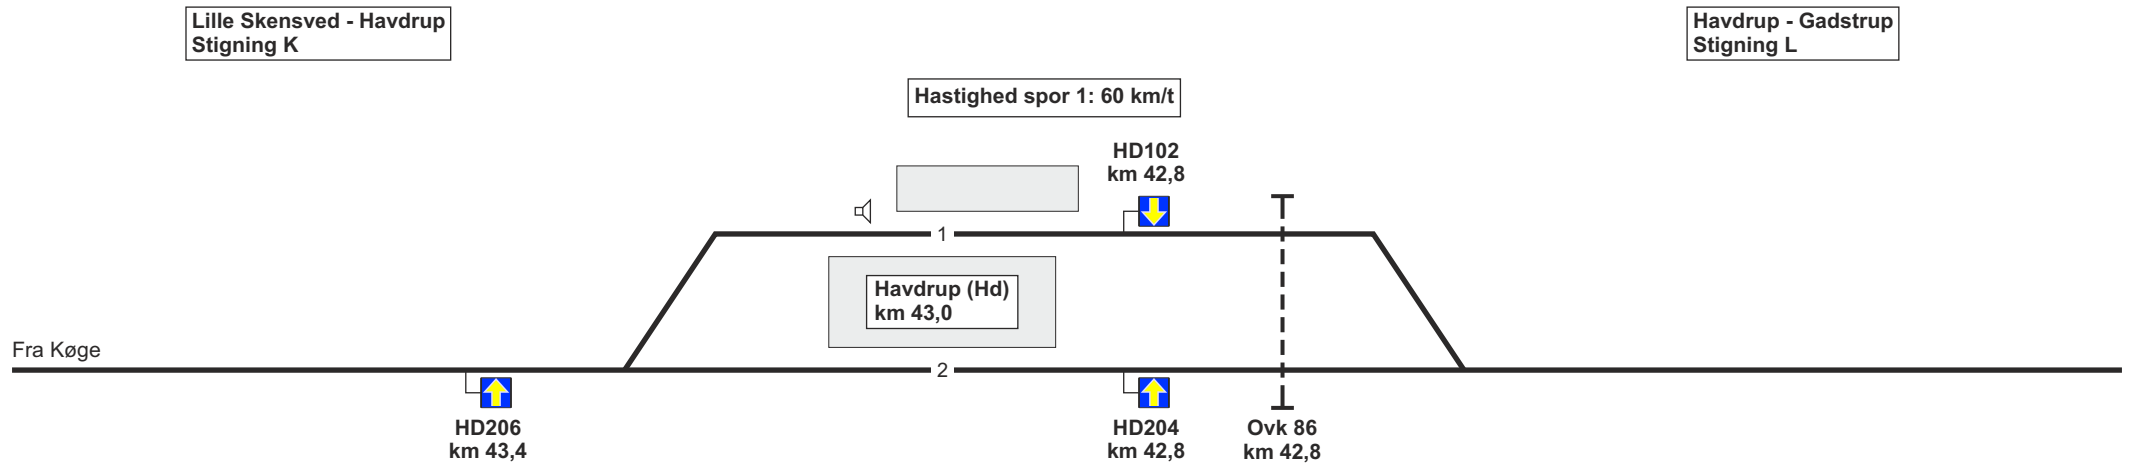 Lille Skensved - Havdrup
Stigning K
Havdrup - Gadstrup
Stigning L
Hastighed spor 1: 60 km/t
HD102
km 42,8
1
Havdrup (Hd)
km 43,0
Fra Køge
2
HD206
km 43,4
HD204
km 42,8
Ovk 86
km 42,8